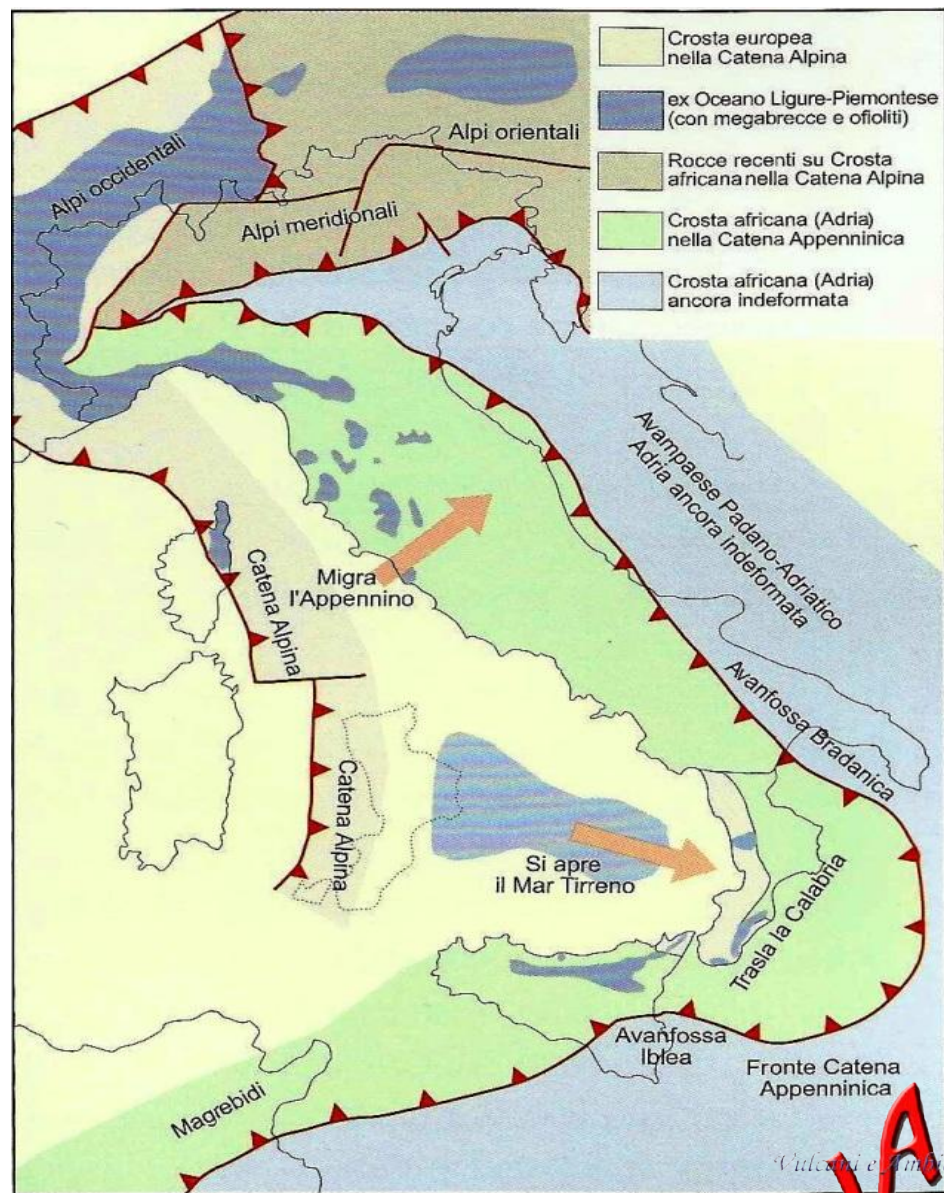 Crosta europea
nella Catena Alpina
ex Oceano Ligure-Piemontese
(con megabrecce e ofioliti)
Rocce recenti su Crosta
africana nella Catena Alpina
Crosta africana (Adria)
nella Catena Appenninica
Crosta africana (Adria)
ancora indeformata
Alpi occidentali
Alpi orientali
Alpi meridionali
Avampaese Padano-Adriatico
Adria ancora indeformata
Migra
l'Appennino
Catena Alpina
Catena Alpina
Avanfossa Bradanica
Si apre
il Mar Tirreno
Trasla la Calabria
Avanfossa
Iblea
Fronte Catena
Appenninica
Magrebidi
Vulcani e Ambi
VA